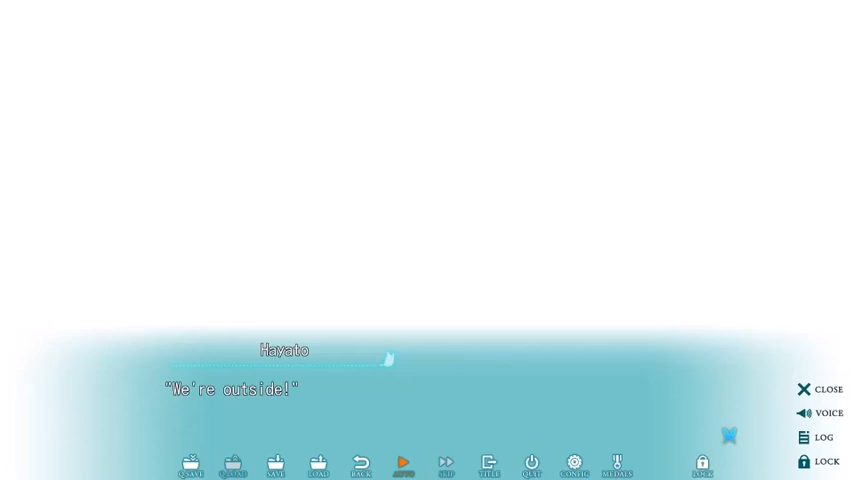 Hayato
"We're outside!"
CLOSE
VOICE
LOG
LOCK
Q.SAVE
Q.LOAD
SAVE
LOAD
BACK
AUTO
SKIP
TITLE
QUIT
CONFIG
MEDALS
LOCK